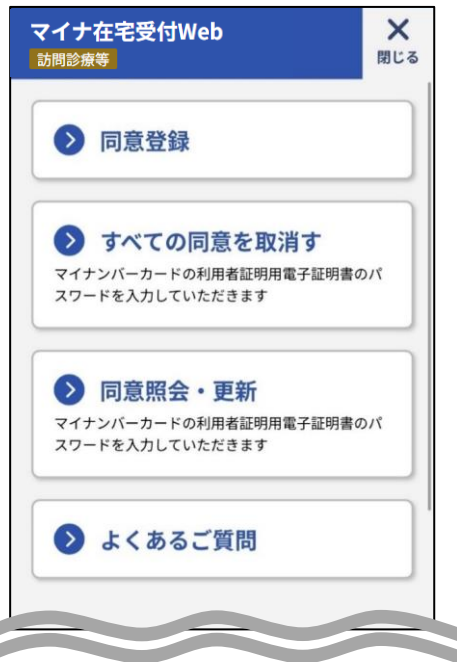 マイナ在宅受付Web
訪問診療等
閉じる
同意登録
すべての同意を取消す
マイナンバーカードの利用者証明用電子証明書のパ
スワードを入力していただきます
同意照会・更新
マイナンバーカードの利用者証明用電子証明書のパ
スワードを入力していただきます
よくあるご質問